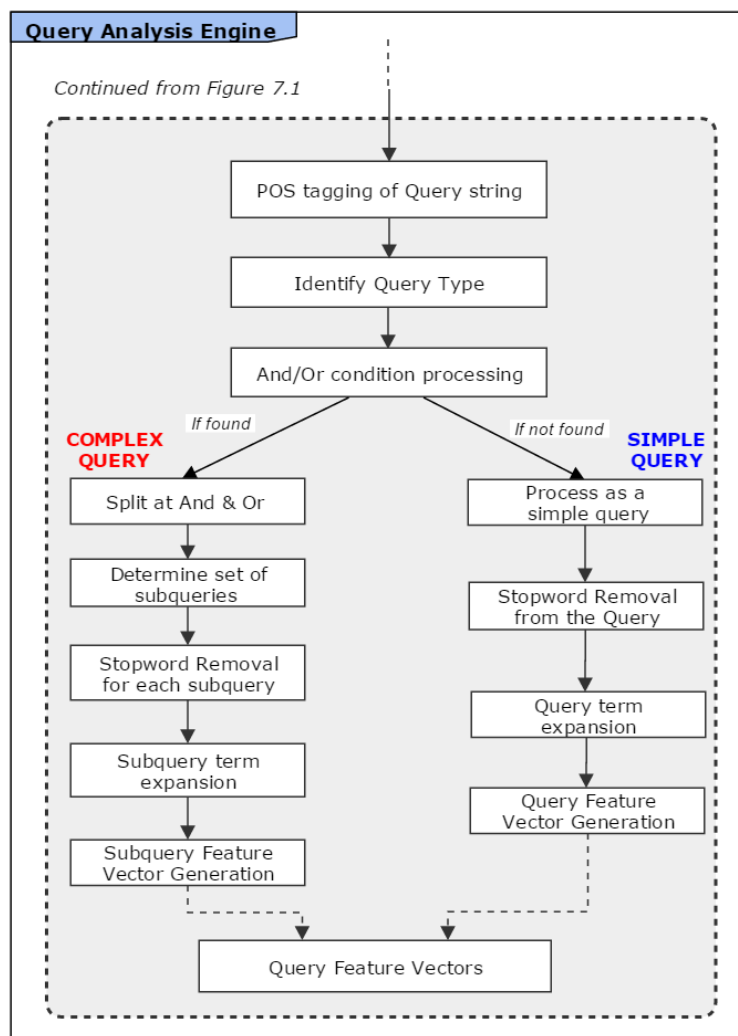 Query Analysis Engine
Continued from Figure 7.1
POS tagging of Query string
Identify Query Type
And/Or condition processing
If found
If not found
COMPLEX
QUERY
SIMPLE
QUERY
Split at And & Or
Determine set of
subqueries
Stopword Removal
for each subquery
Subquery term
expansion
Subquery Feature
Vector Generation
Process as a
simple query
Stopword Removal
from the Query
Query term
expansion
Query Feature
Vector Generation
Query Feature Vectors